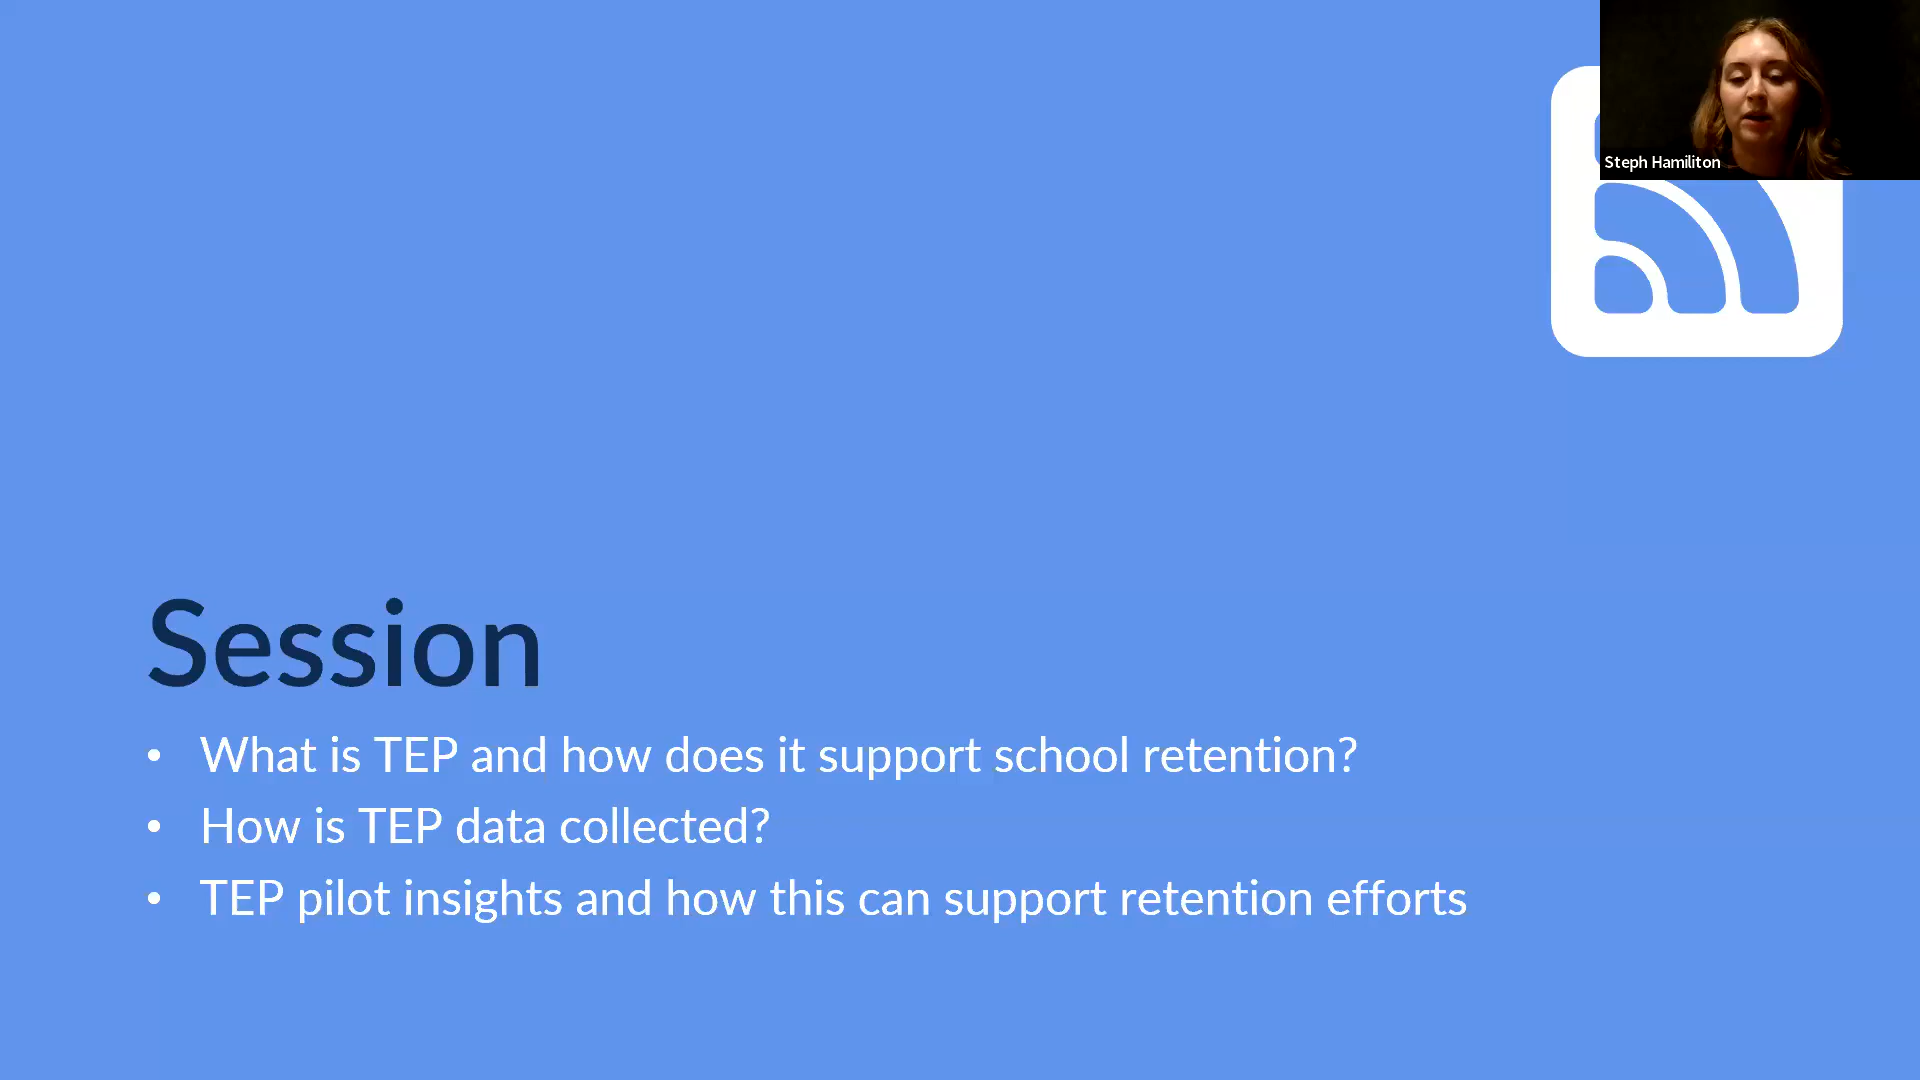 Steph Hamiliton
Session
• What is TEP and how does it support school retention?
• How is TEP data collected?
• TEP pilot insights and how this can support retention efforts